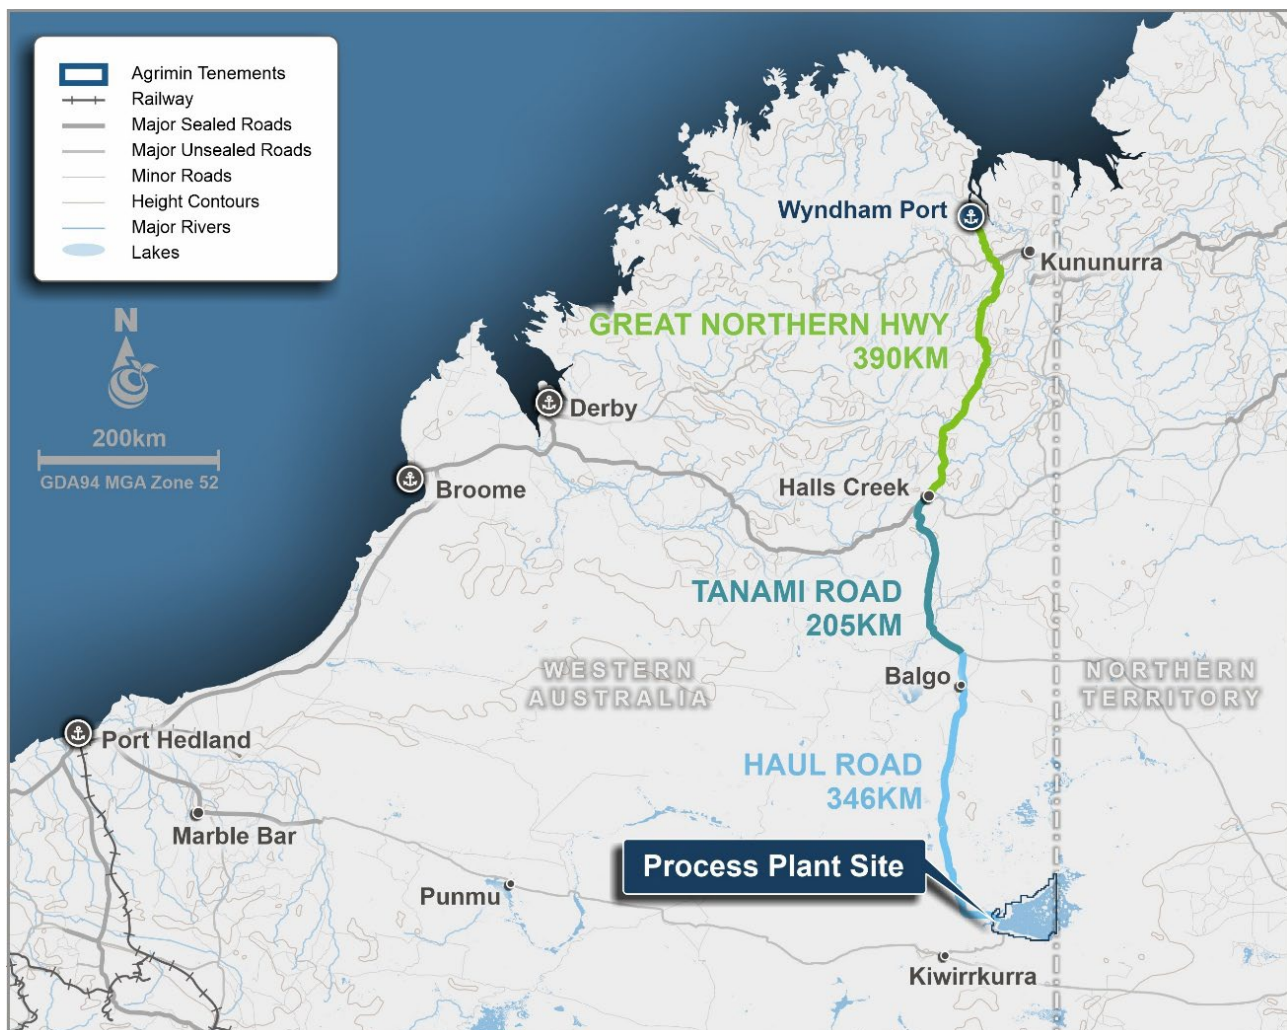 Agrimin Tenements
Railway
Major Sealed Roads
Major Unsealed Roads
Minor Roads
Height Contours
Major Rivers
Lakes
N
200km
GDA94 MGA Zone 52
Wyndham Port
Kununurra
GREAT NORTHERN HWY
390KM
Derby
Broome
Halls Creek
TANAMI ROAD
205KM
WESTERN
AUSTRALIA
NORTHERN
TERRITORY
Balgo
Port Hedland
HAUL ROAD
346KM
Marble Bar
Process Plant Site
Punmu
Kiwirrkurra